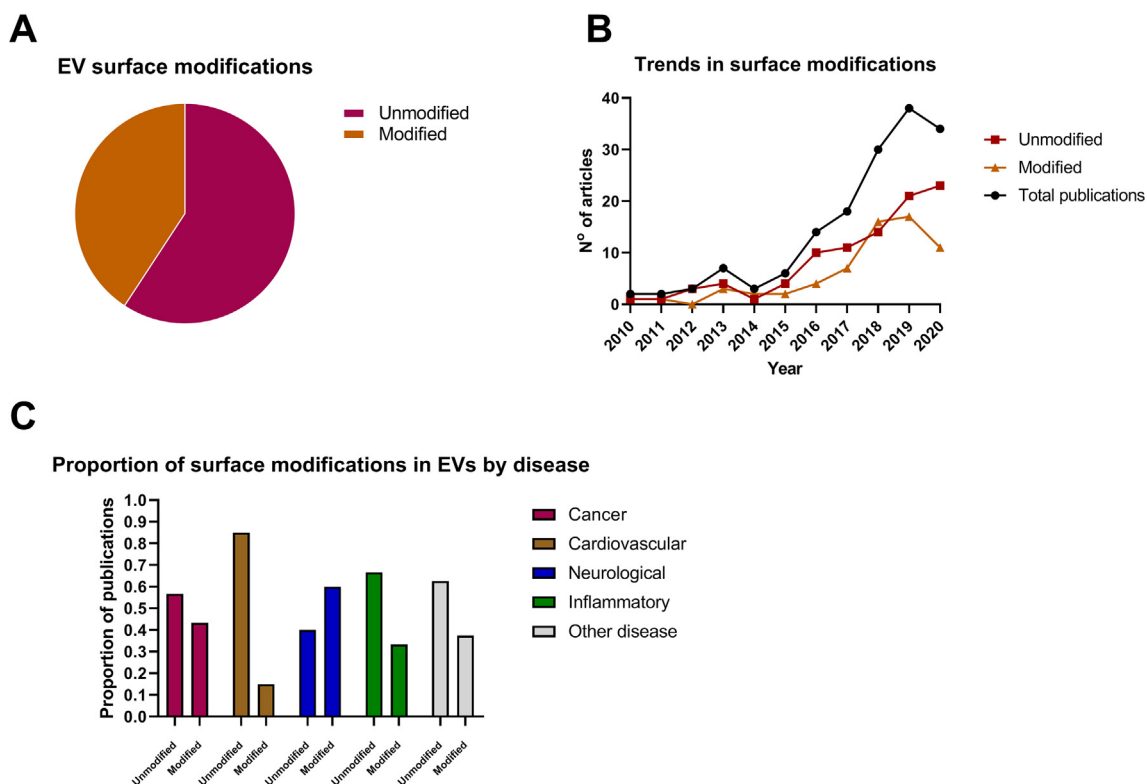 A
EV surface modifications
Unmodified
Modified
B
Trends in surface modifications
40
30
20
10
0
N° of articles
2010
2011
2012
2013
2014
2015
2016
2017
2018
2019
2020
Year
Unmodified
Modified
Total publications
C
Proportion of surface modifications in EVs by disease
1.0
0.9
0.8
0.7
0.6
0.5
0.4
0.3
0.2
0.1
0.0
Proportion of publications
Unmodified
Modified
Unmodified
Modified
Unmodified
Modified
Unmodified
Modified
Unmodified
Modified
Cancer
Cardiovascular
Neurological
Inflammatory
Other disease